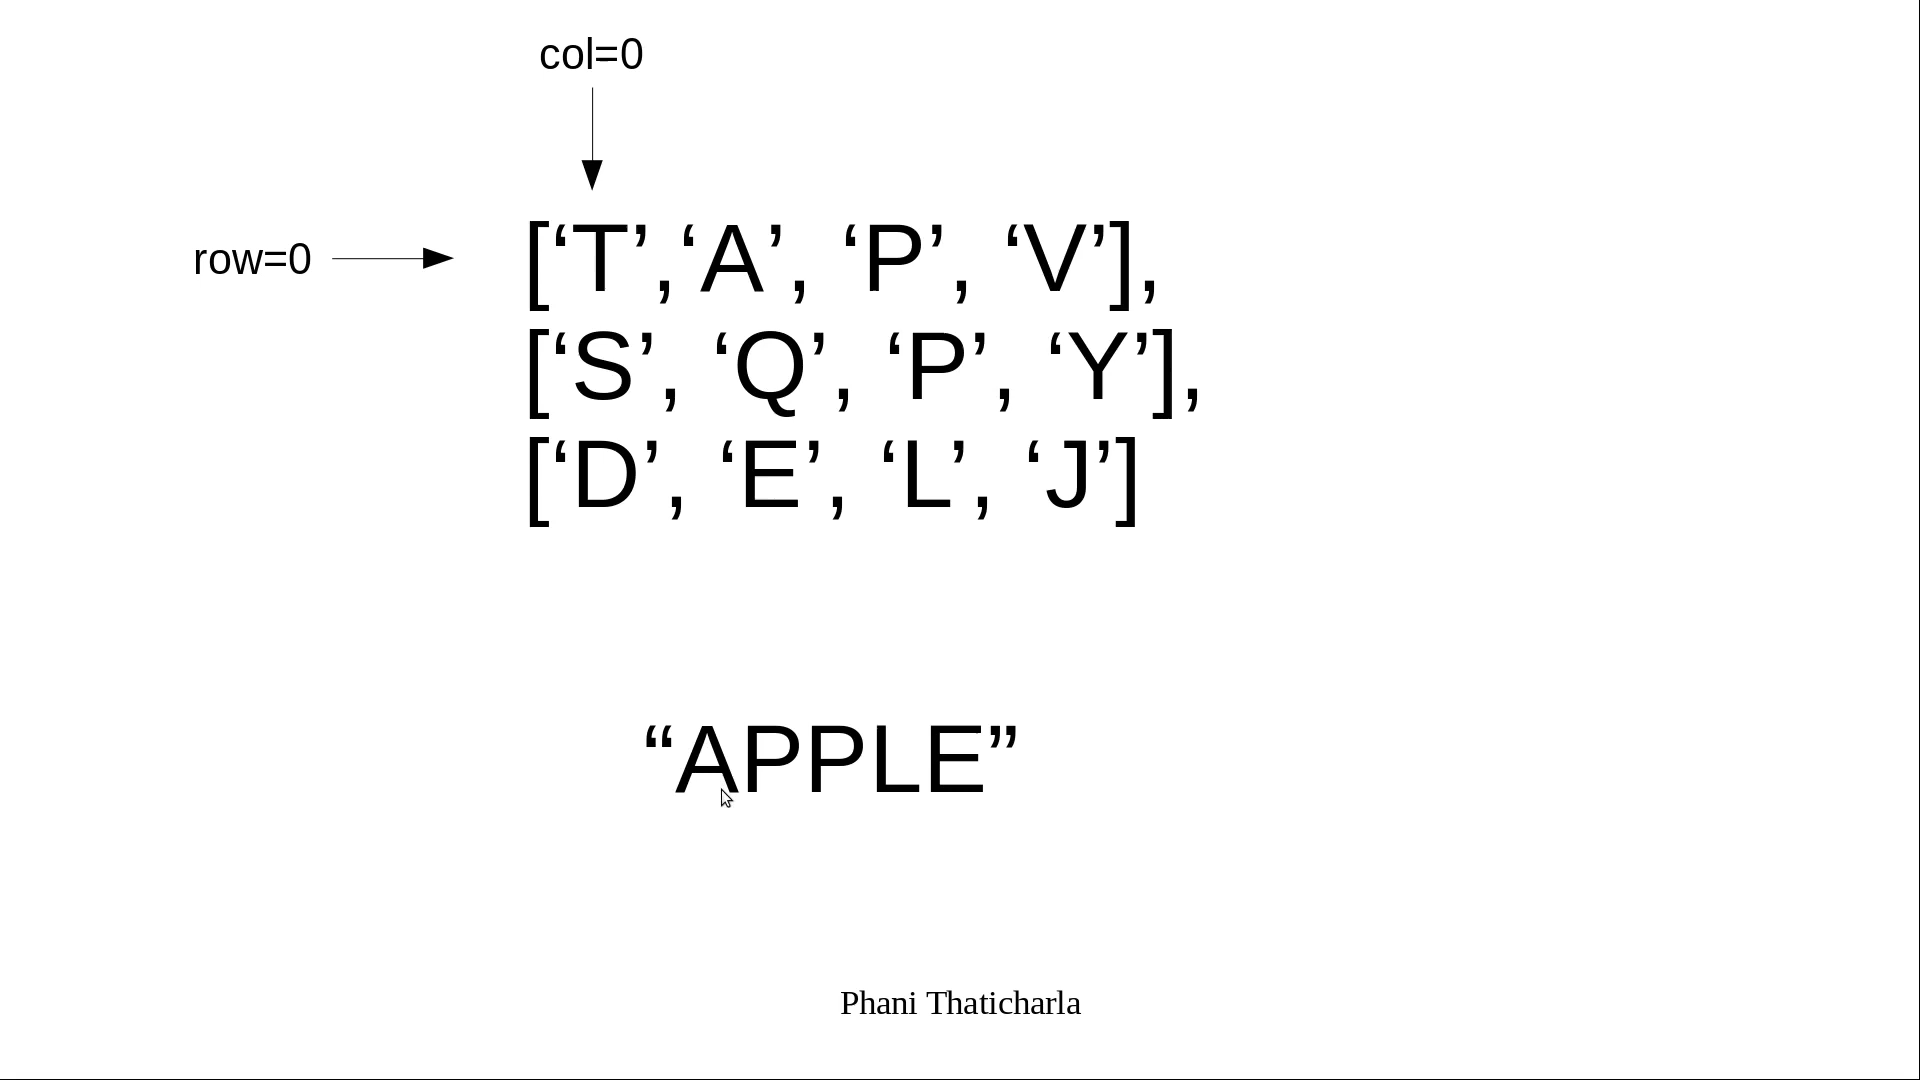 col=0
row=0
[‘T’,‘A’, ‘P’, ‘V’],
[‘S’, ‘Q’, ‘P’, ‘Y’],
[‘D’, ‘E’, ‘L’, ‘J’]
“APPLE”
Phani Thaticharla